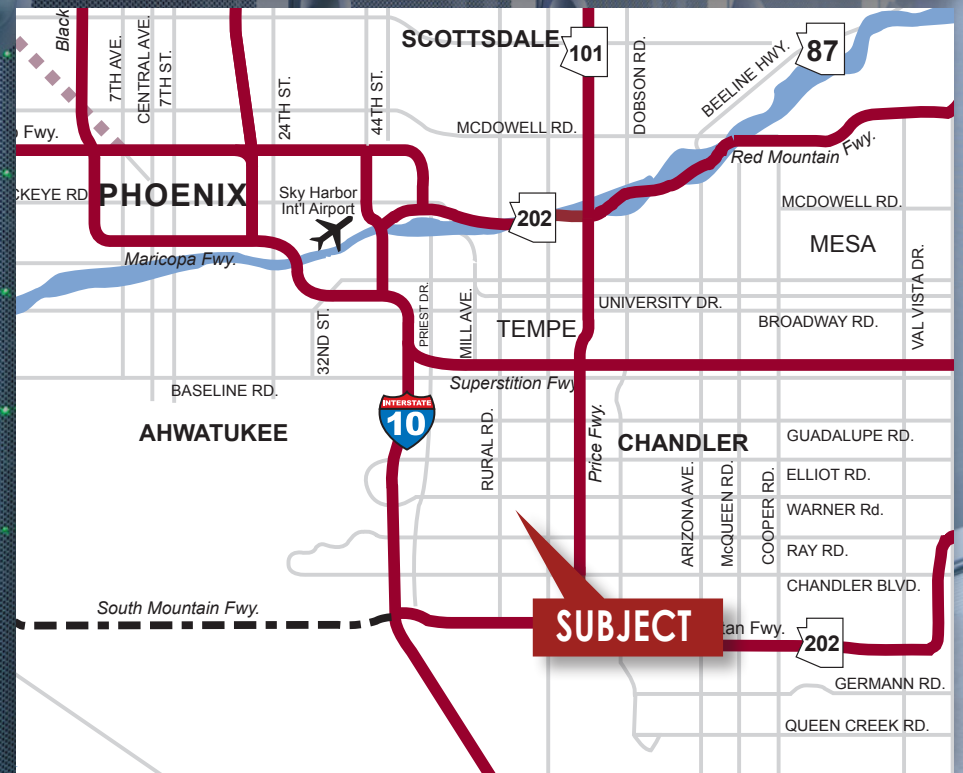 Black
7TH AVE.
CENTRAL AVE.
7TH ST.
24TH ST.
44TH ST.
SCOTTSDALE
101
DOBSON RD.
BEELINE HWY.
87
Fwy.
MCDOWELL RD.
Red Mountain Fwy.
CKEYE RD.
PHOENIX
Sky Harbor
Int'l Airport
202
MCDOWELL RD.
MESA
Maricopa Fwy.
32ND ST.
PRIEST DR.
MILL AVE.
TEMPE
UNIVERSITY DR.
BROADWAY RD.
VAL VISTA DR.
BASELINE RD.
Superstition Fwy
INTERSTATE
10
AHWATUKEE
RURAL RD.
Price Fwy.
CHANDLER
GUADALUPE RD.
ARIZONA AVE.
McQUEEN RD.
COOPER RD.
ELLIOT RD.
WARNER Rd.
RAY RD.
CHANDLER BLVD.
South Mountain Fwy.
SUBJECT
tan Fwy.
202
GERMANN RD.
QUEEN CREEK RD.